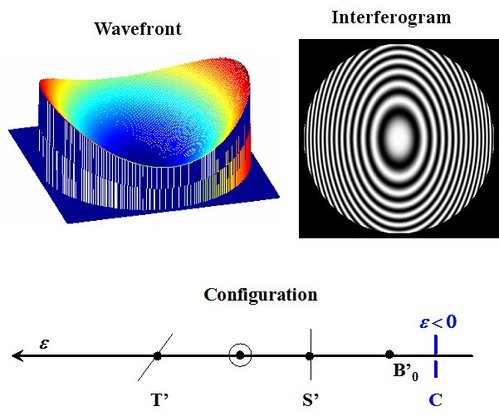 Wavefront
Interferogram
Configuration
ε
ε < 0
T'
S'
B'₀
C